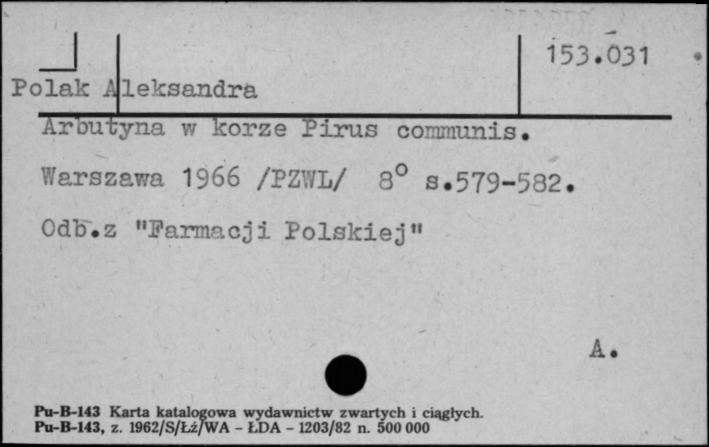 153.031
Polak Aleksandra
Arbutyna w korze Pirus communis.
Warszawa 1966 /PZWL/ 8° s.579-582.
Odb.z "Farmacji Polskiej"
A.
Pu-B-143 Karta katalogowa wydawnictw zwartych i ciągłych.
Pu-B-143, z. 1962/S/Łź/WA - ŁDA - 1203/82 n. 500 000